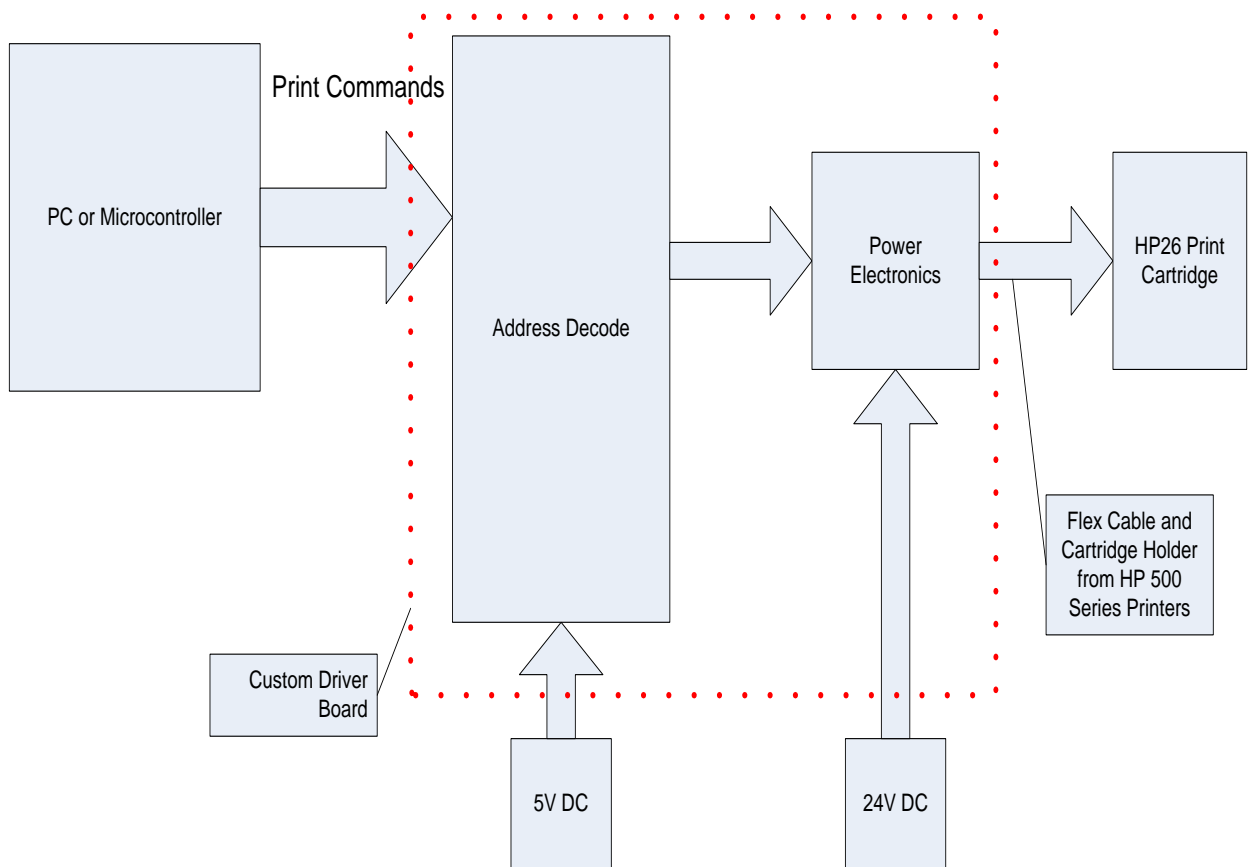 Print Commands
PC or Microcontroller
Address Decode
Power
Electronics
HP26 Print
Cartridge
Flex Cable and
Cartridge Holder
from HP 500
Series Printers
Custom Driver
Board
5V DC
24V DC